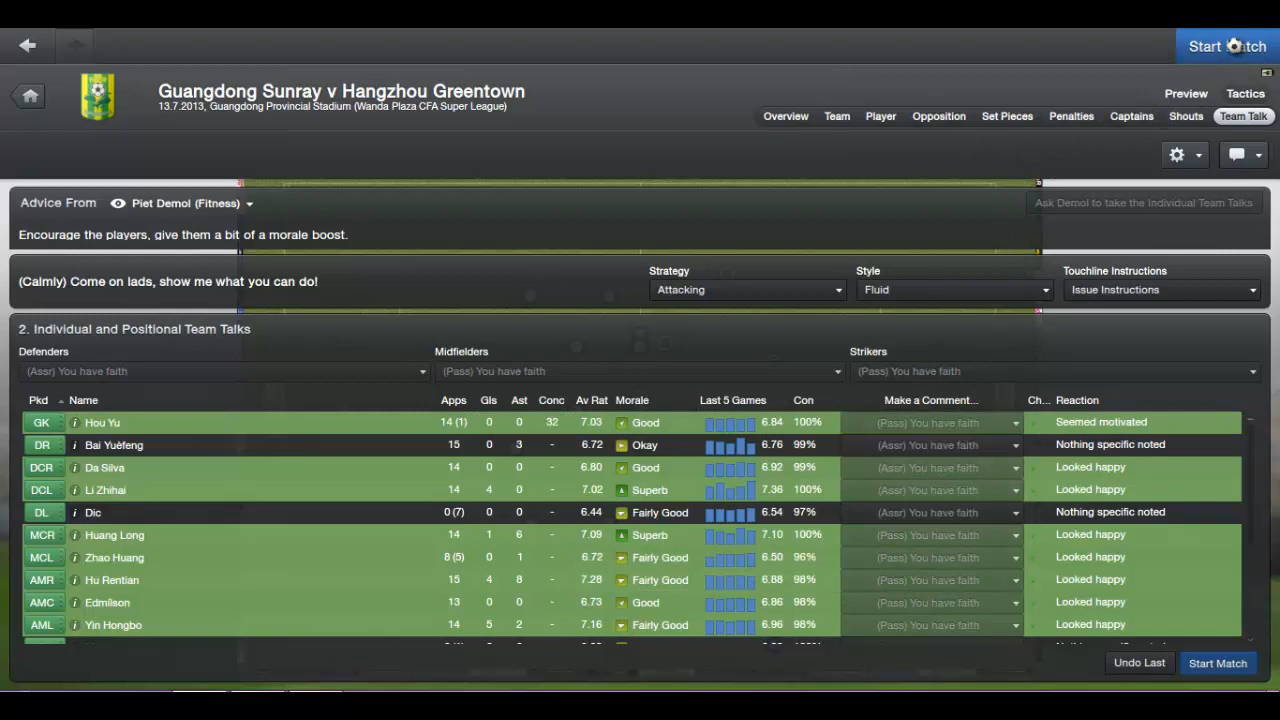 Start Match
Guangdong Sunray v Hangzhou Greentown
13.7.2013, Guangdong Provincial Stadium (Wanda Plaza CFA Super League)
Preview Tactics
Overview Team Player Opposition Set Pieces Penalties Captains Shouts Team Talk
Advice From Piet Demol (Fitness) Ask Demol to take the Individual Team Talks
Encourage the players, give them a bit of a morale boost.
Strategy Style Touchline Instructions
(Calmly) Come on lads, show me what you can do! Attacking Fluid Issue Instructions
2. Individual and Positional Team Talks
Defenders Midfielders Strikers
(Assr) You have faith (Pass) You have faith (Pass) You have faith
Pkd Name Apps Gls Ast Conc Av Rat Morale Last 5 Games Con Make a Comment... Ch... Reaction
GK i Hou Yu 14 (1) 0 0 32 7.03 Good 6.84 100% (Pass) You have faith Seemed motivated
DR i Bai Yuèfeng 15 0 3 - 6.72 Okay 6.76 99% (Assr) You have faith Nothing specific noted
DCR i Da Silva 14 0 0 - 6.80 Good 6.92 99% (Assr) You have faith Looked happy
DCL i Li Zhihai 14 4 0 - 7.02 Superb 7.36 100% (Assr) You have faith Looked happy
DL i Dic 0 (7) 0 0 - 6.44 Fairly Good 6.54 97% (Assr) You have faith Nothing specific noted
MCR i Huang Long 14 1 6 - 7.09 Superb 7.10 100% (Pass) You have faith Looked happy
MCL i Zhao Huang 8 (5) 0 1 - 6.72 Fairly Good 6.50 96% (Pass) You have faith Looked happy
AMR i Hu Rentian 15 4 8 - 7.28 Fairly Good 6.88 98% (Pass) You have faith Looked happy
AMC i Edmílson 13 0 0 - 6.73 Good 6.86 98% (Pass) You have faith Looked happy
AML i Yin Hongbo 14 5 2 - 7.16 Fairly Good 6.96 98% (Pass) You have faith Looked happy
Undo Last Start Match